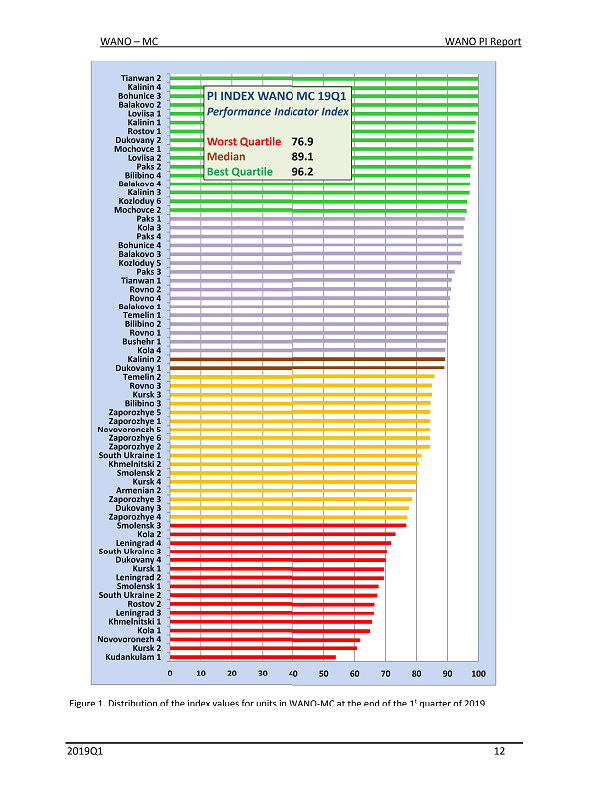 WANO – MC WANO PI Report
Tianwan 2
Kalinin 4
Bohunice 3
Balakovo 2
Loviisa 1
Kalinin 1
Rostov 1
Dukovany 2
Mochovce 1
Loviisa 2
Paks 2
Bilibino 4
Balakovo 4
Kalinin 3
Kozloduy 6
Mochovce 2
Paks 1
Kola 3
Paks 4
Bohunice 4
Balakovo 3
Kozloduy 5
Paks 3
Tianwan 1
Rovno 2
Rovno 4
Balakovo 1
Temelin 1
Bilibino 2
Rovno 1
Bushehr 1
Kola 4
Kalinin 2
Dukovany 1
Temelin 2
Rovno 3
Kursk 3
Bilibino 3
Zaporozhye 5
Zaporozhye 1
Novovoronezh 5
Zaporozhye 6
Zaporozhye 2
South Ukraine 1
Khmelnitski 2
Smolensk 2
Kursk 4
Armenian 2
Zaporozhye 3
Dukovany 3
Zaporozhye 4
Smolensk 3
Kola 2
Leningrad 4
South Ukraine 3
Dukovany 4
Kursk 1
Leningrad 2
Smolensk 1
South Ukraine 2
Rostov 2
Leningrad 3
Khmelnitski 1
Kola 1
Novovoronezh 4
Kursk 2
Kudankulam 1
PI INDEX WANO MC 19Q1
Performance Indicator Index
Worst Quartile 76.9
Median 89.1
Best Quartile 96.2
0 10 20 30 40 50 60 70 80 90 100
Figure 1. Distribution of the index values for units in WANO-MC at the end of the 1t quarter of 2019
2019Q1 12